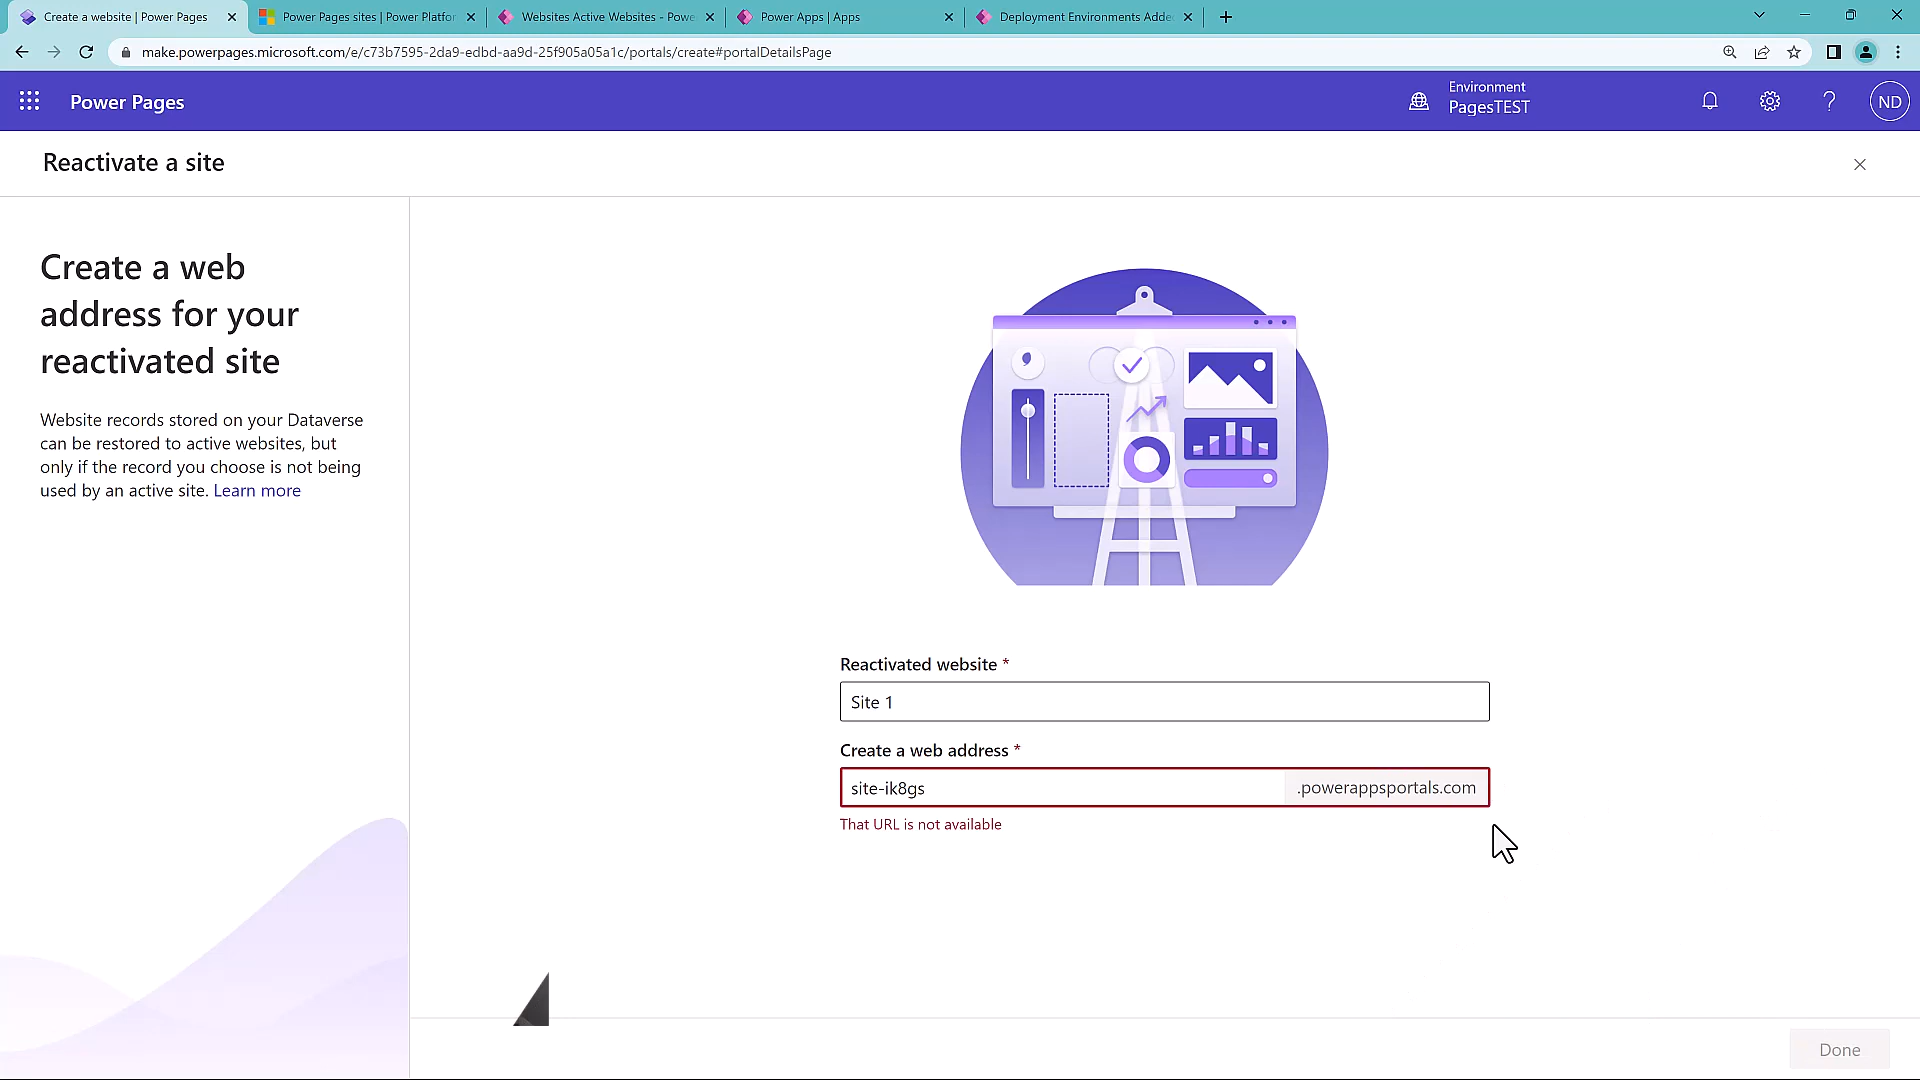 Create a website | Power Pages
Power Pages sites | Power Platfor
Websites Active Websites - Powe
Power Apps | Apps
Deployment Environments Adde
make.powerpages.microsoft.com/e/c73b7595-2da9-edbd-aa9d-25f905a05a1c/portals/create#portalDetailsPage
Power Pages
Environment
PagesTEST
?
ND
Reactivate a site
Create a web
address for your
reactivated site
Website records stored on your Dataverse
can be restored to active websites, but
only if the record you choose is not being
used by an active site. Learn more
Reactivated website *
Site 1
Create a web address *
site-ik8gs
.powerappsportals.com
That URL is not available
Done